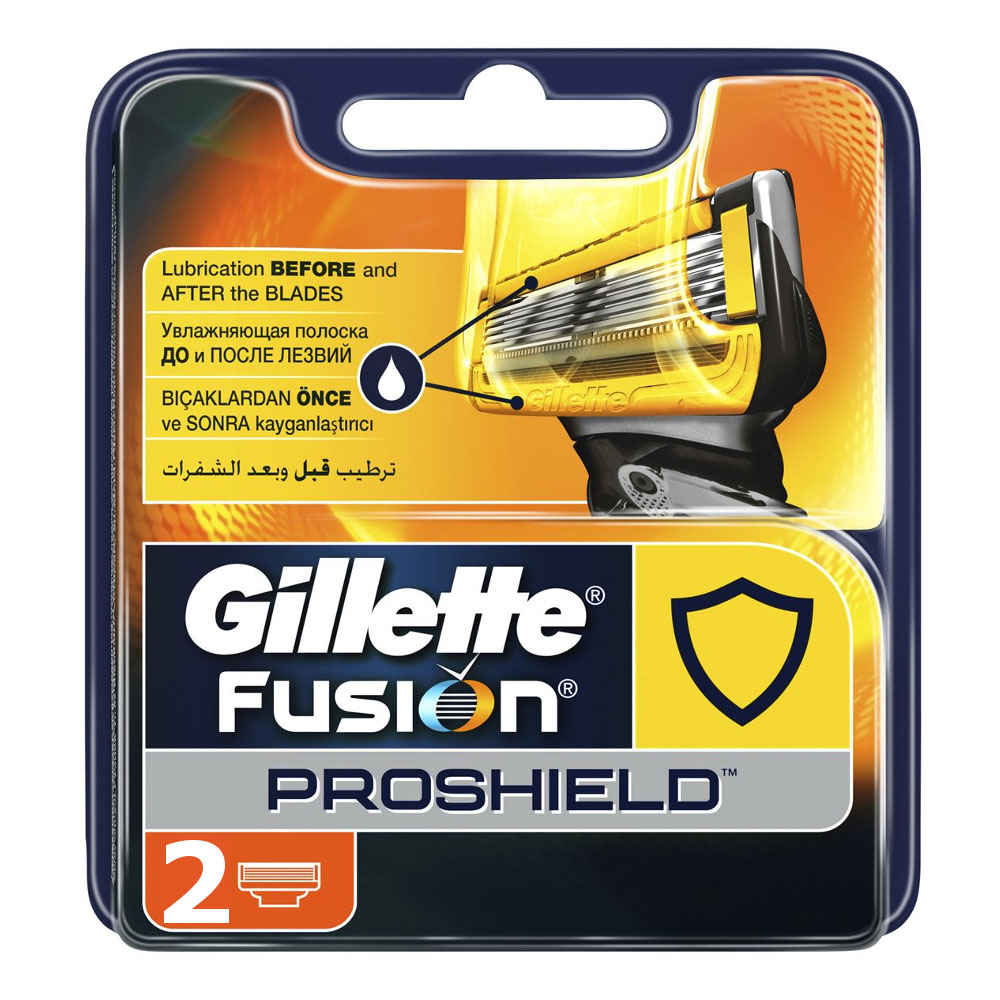 Lubrication BEFORE and
AFTER the BLADES
Увлажняющая полоска
ДО и ПОСЛЕ ЛЕЗВИЙ
BIÇAKLARDAN ÖNCE
ve SONRA kayganlaştırıcı
ترطيب قبل وبعد الشفرات
Gillette
Gillette®
FUSION®
PROSHIELD™
2